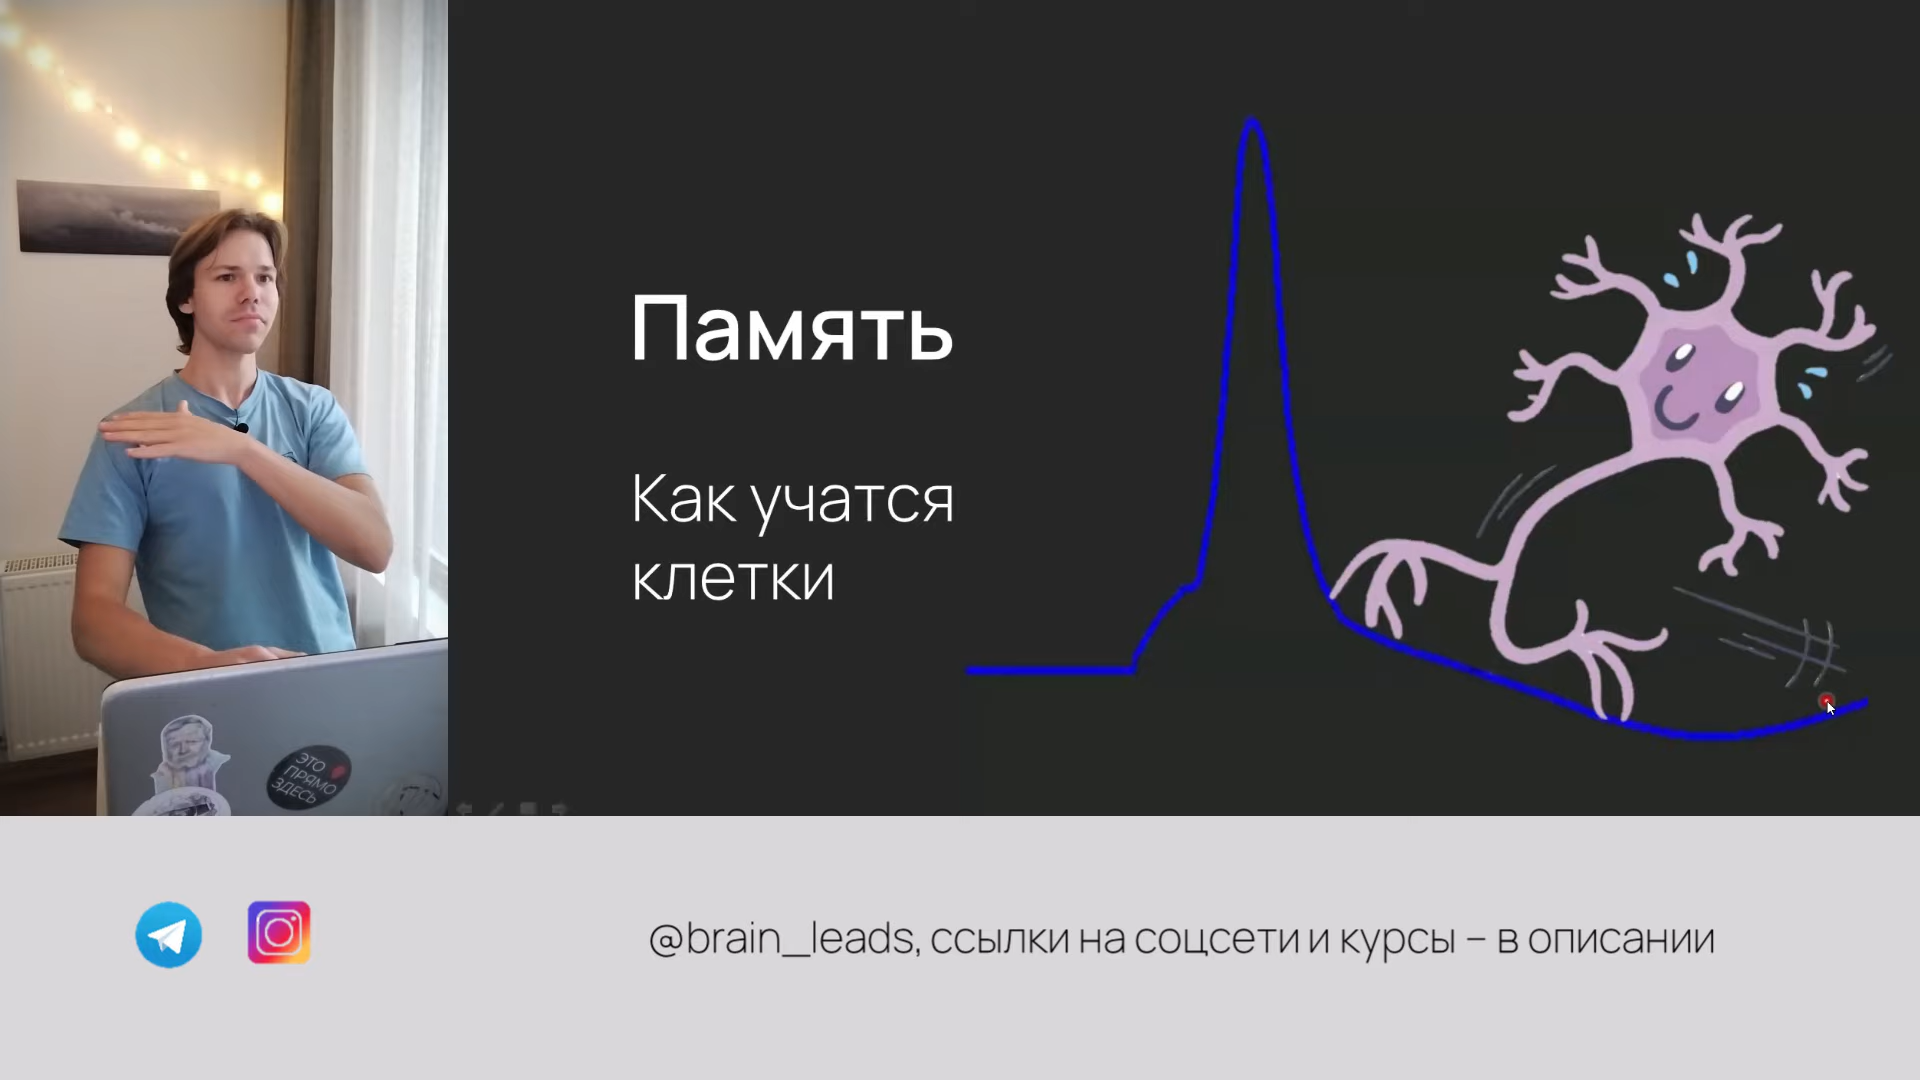 Память
Как учатся
клетки
ЭТО
ПРЯМО
ЗДЕСЬ
@brain_leads, ссылки на соцсети и курсы – в описании